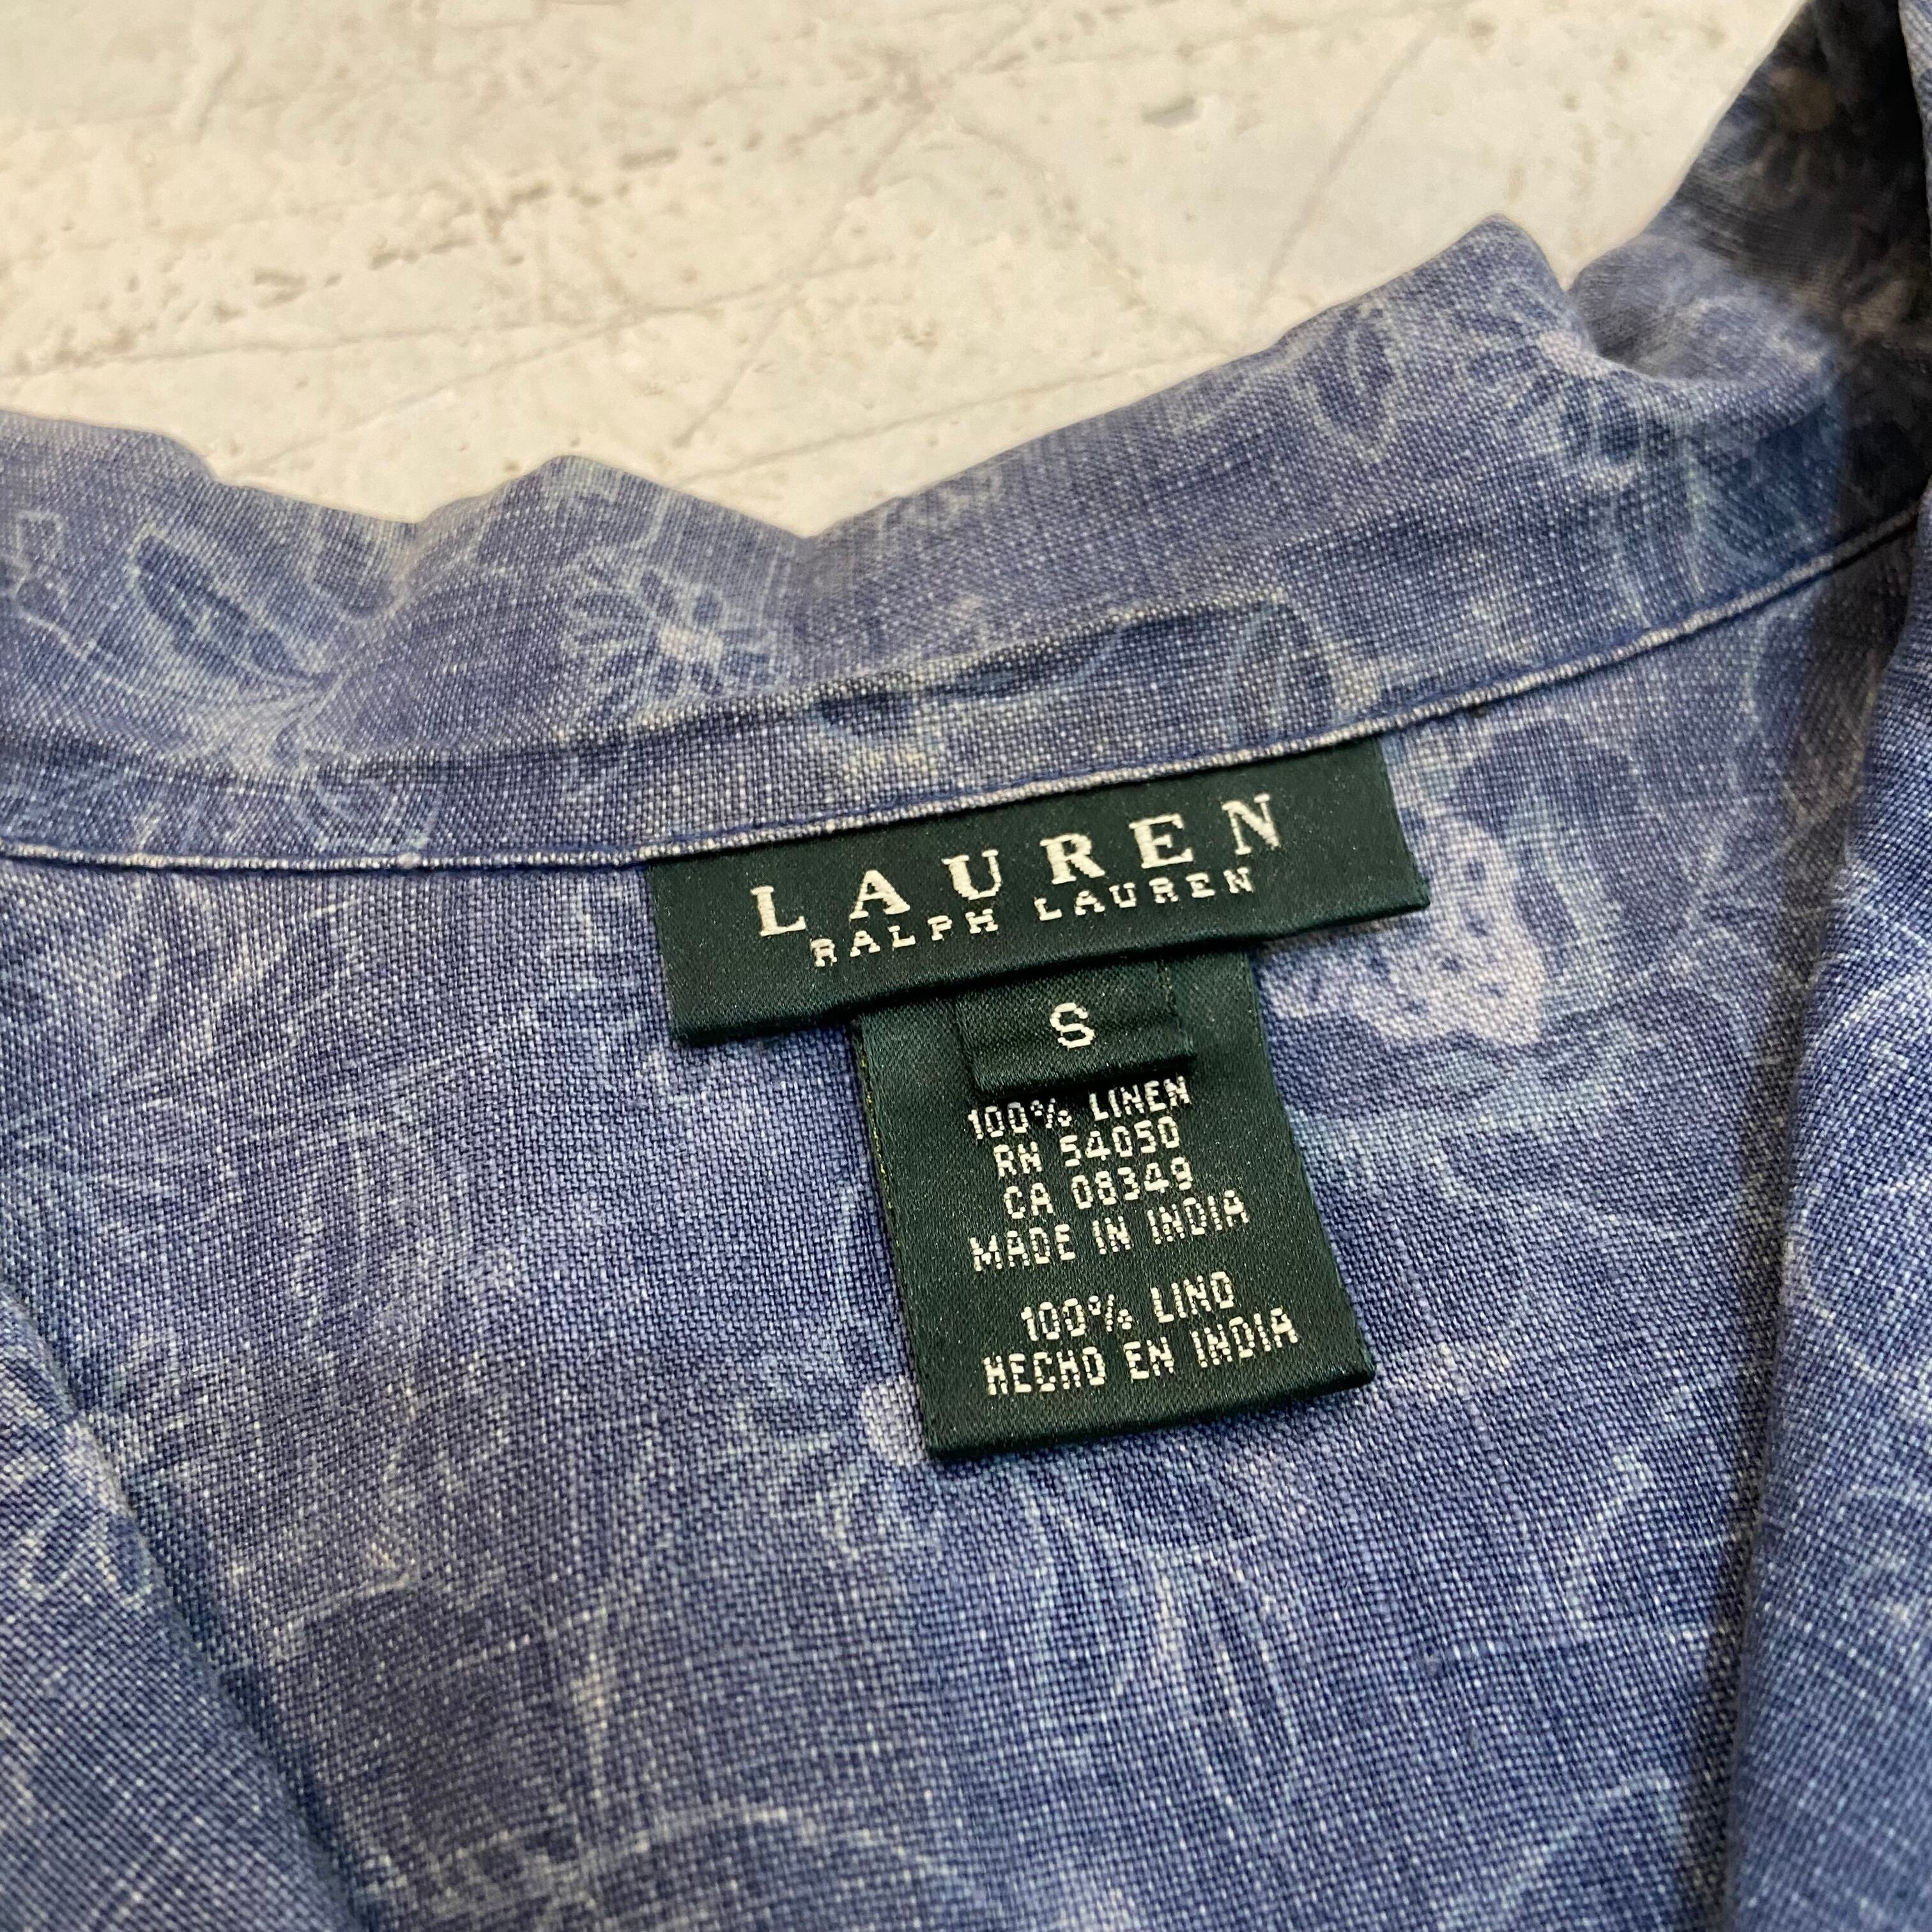 LAUREN
RALPH LAUREN
S
100% LINEN
RN 54050
CA 08349
MADE IN INDIA
100% LINO
HECHO EN INDIA